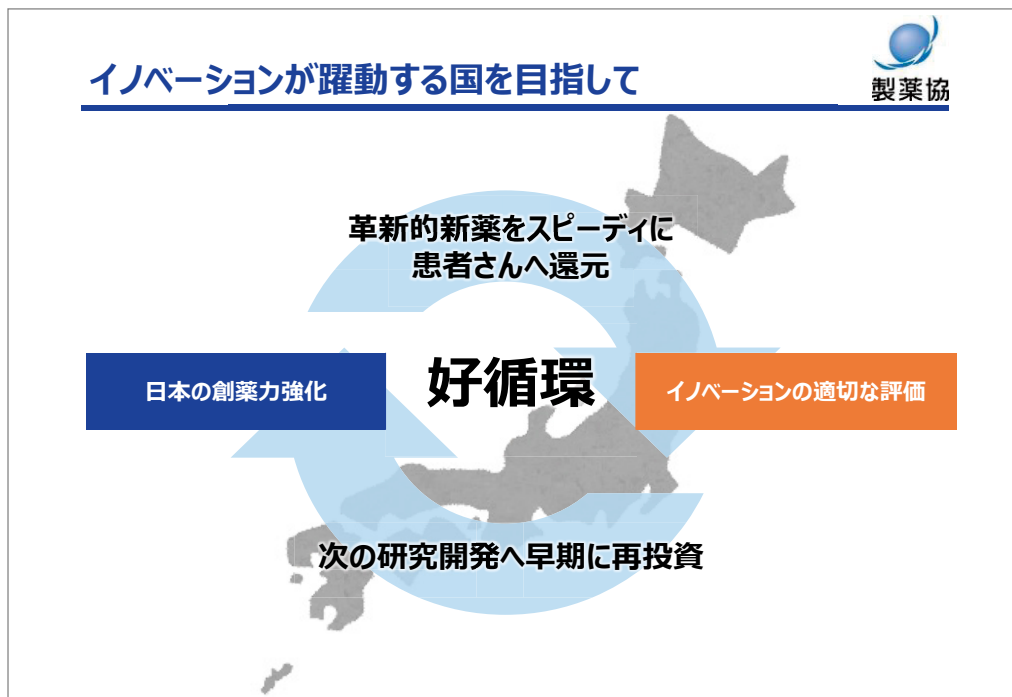 イノベーションが躍動する国を目指して
製薬協
革新的新薬をスピーディに
患者さんへ還元
日本の創薬力強化
好循環
イノベーションの適切な評価
次の研究開発へ早期に再投資